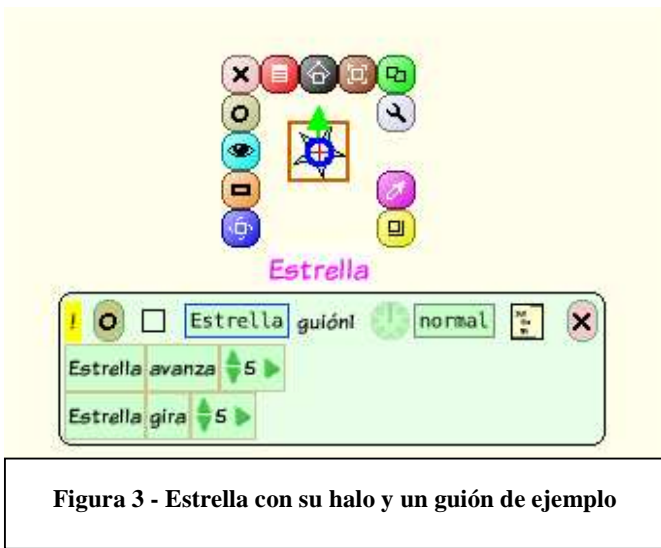 Estrella
! Estrella guión1 normal
Estrella avanza 5
Estrella gira 5
Figura 3 - Estrella con su halo y un guión de ejemplo